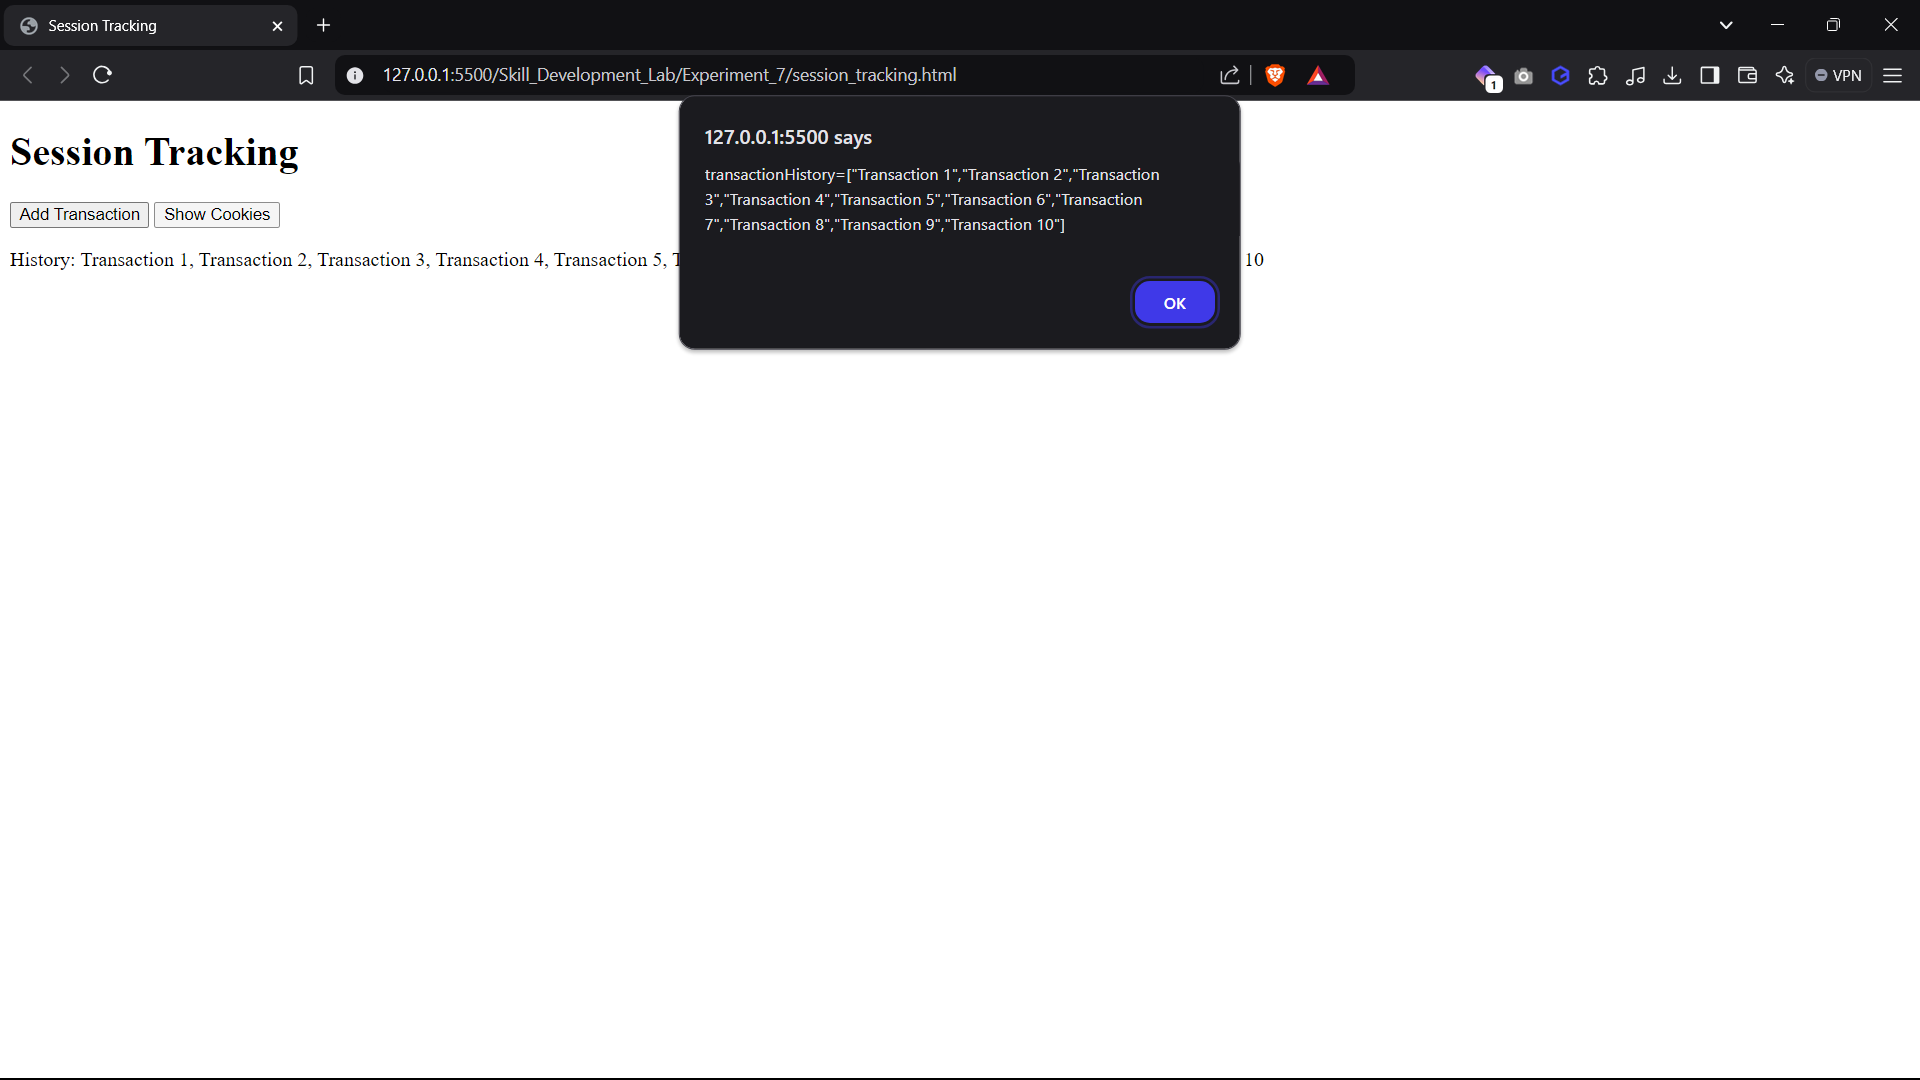 Session Tracking
127.0.0.1:5500/Skill_Development_Lab/Experiment_7/session_tracking.html
1
VPN
127.0.0.1:5500 says
transactionHistory=["Transaction 1","Transaction 2","Transaction
3","Transaction 4","Transaction 5","Transaction 6","Transaction
7","Transaction 8","Transaction 9","Transaction 10"]
OK
Session Tracking
Add Transaction Show Cookies
History: Transaction 1, Transaction 2, Transaction 3, Transaction 4, Transaction 5, 10